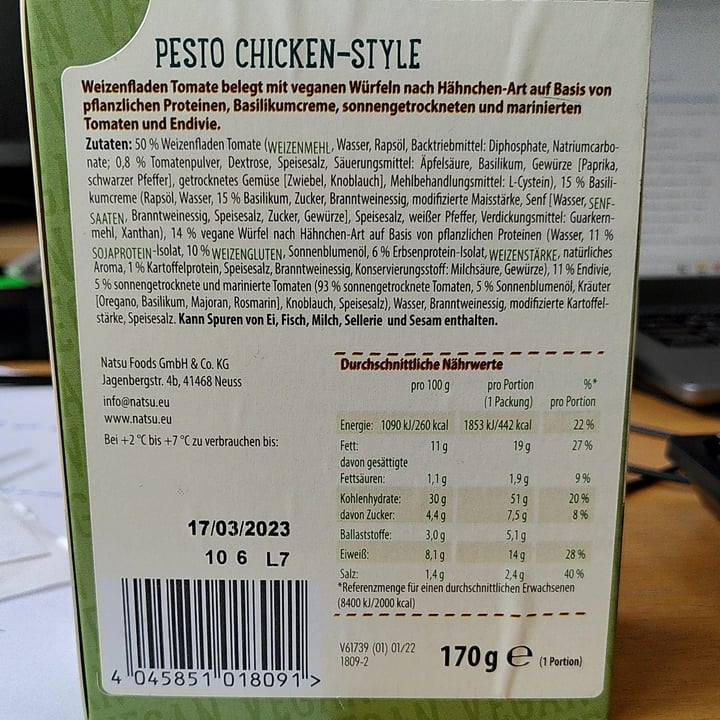 PESTO CHICKEN-STYLE
Weizenfladen Tomate belegt mit veganen Würfeln nach Hähnchen-Art auf Basis von
pflanzlichen Proteinen, Basilikumcreme, sonnengetrockneten und marinierten
Tomaten und Endivie.
Zutaten: 50 % Weizenfladen Tomate (WEIZENMEHL, Wasser, Rapsöl, Backtriebmittel: Diphosphate, Natriumcarbo-
nate; 0,8 % Tomatenpulver, Dextrose, Speisesalz, Säuerungsmittel: Äpfelsäure, Basilikum, Gewürze [Paprika,
schwarzer Pfeffer], getrocknetes Gemüse [Zwiebel, Knoblauch], Mehlbehandlungsmittel: L-Cystein), 15 % Basili-
kumcreme (Rapsöl, Wasser, 15 % Basilikum, Zucker, Branntweinessig, modifizierte Maisstärke, Senf [Wasser, SENF-
SAATEN, Branntweinessig, Speisesalz, Zucker, Gewürze], Speisesalz, weißer Pfeffer, Verdickungsmittel: Guarkern-
mehl, Xanthan), 14 % vegane Würfel nach Hähnchen-Art auf Basis von pflanzlichen Proteinen (Wasser, 11 %
SOJAPROTEIN-Isolat, 10 % WEIZENGLUTEN, Sonnenblumenöl, 6 % Erbsenprotein-Isolat, WEIZENSTÄRKE, natürliches
Aroma, 1 % Kartoffelprotein, Speisesalz, Branntweinessig, Konservierungsstoff: Milchsäure, Gewürze), 11 % Endivie,
5 % sonnengetrocknete und marinierte Tomaten (93 % sonnengetrocknete Tomaten, 5 % Sonnenblumenöl, Kräuter
[Oregano, Basilikum, Majoran, Rosmarin], Knoblauch, Speisesalz), Wasser, Branntweinessig, modifizierte Kartoffel-
stärke, Speisesalz. Kann Spuren von Ei, Fisch, Milch, Sellerie und Sesam enthalten.
Natsu Foods GmbH & Co. KG
Jagenbergstr. 4b, 41468 Neuss
info@natsu.eu
www.natsu.eu
Bei +2 °C bis +7 °C zu verbrauchen bis:
17/03/2023
10 6 L7
4 045851 018091 >
Durchschnittliche Nährwerte
pro 100 g pro Portion %*
(1 Packung) pro Portion
Energie: 1090 kJ/260 kcal 1853 kJ/442 kcal 22 %
Fett: 11 g 19 g 27 %
davon gesättigte
Fettsäuren: 1,1 g 1,9 g 9 %
Kohlenhydrate: 30 g 51 g 20 %
davon Zucker: 4,4 g 7,5 g 8 %
Ballaststoffe: 3,0 g 5,1 g
Eiweiß: 8,1 g 14 g 28 %
Salz: 1,4 g 2,4 g 40 %
*Referenzmenge für einen durchschnittlichen Erwachsenen
(8400 kJ/2000 kcal)
V61739 (01) 01/22
1809-2
170 g ℮ (1 Portion)